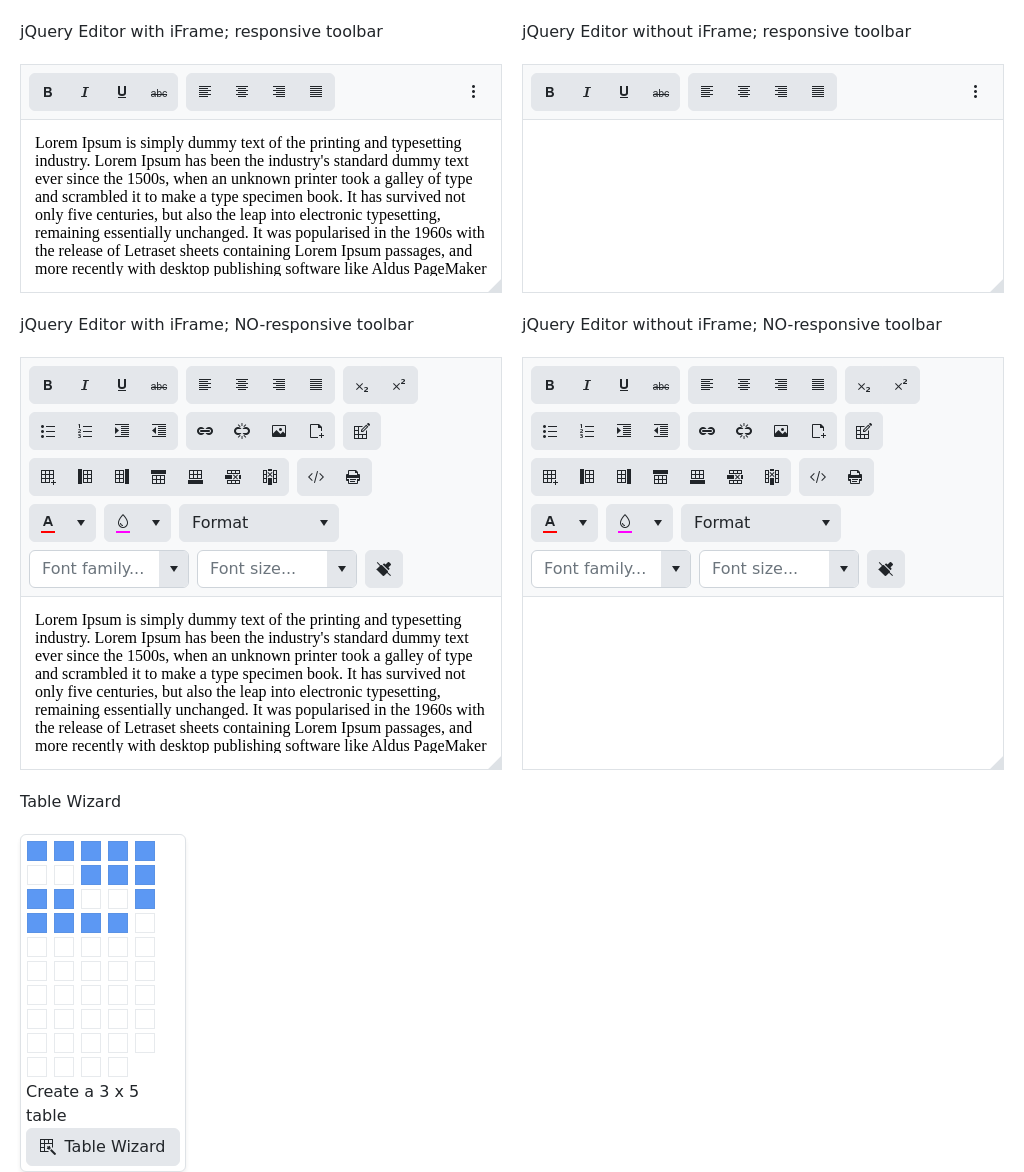 jQuery Editor with iFrame; responsive toolbar
jQuery Editor without iFrame; responsive toolbar
B I U abc
B I U abc
Lorem Ipsum is simply dummy text of the printing and typesetting
industry. Lorem Ipsum has been the industry's standard dummy text
ever since the 1500s, when an unknown printer took a galley of type
and scrambled it to make a type specimen book. It has survived not
only five centuries, but also the leap into electronic typesetting,
remaining essentially unchanged. It was popularised in the 1960s with
the release of Letraset sheets containing Lorem Ipsum passages, and
more recently with desktop publishing software like Aldus PageMaker
jQuery Editor with iFrame; NO-responsive toolbar
jQuery Editor without iFrame; NO-responsive toolbar
B I U abc x₂ x²
B I U abc x₂ x²
A Format
A Format
Font family... Font size...
Font family... Font size...
Lorem Ipsum is simply dummy text of the printing and typesetting
industry. Lorem Ipsum has been the industry's standard dummy text
ever since the 1500s, when an unknown printer took a galley of type
and scrambled it to make a type specimen book. It has survived not
only five centuries, but also the leap into electronic typesetting,
remaining essentially unchanged. It was popularised in the 1960s with
the release of Letraset sheets containing Lorem Ipsum passages, and
more recently with desktop publishing software like Aldus PageMaker
Table Wizard
Create a 3 x 5
table
Table Wizard